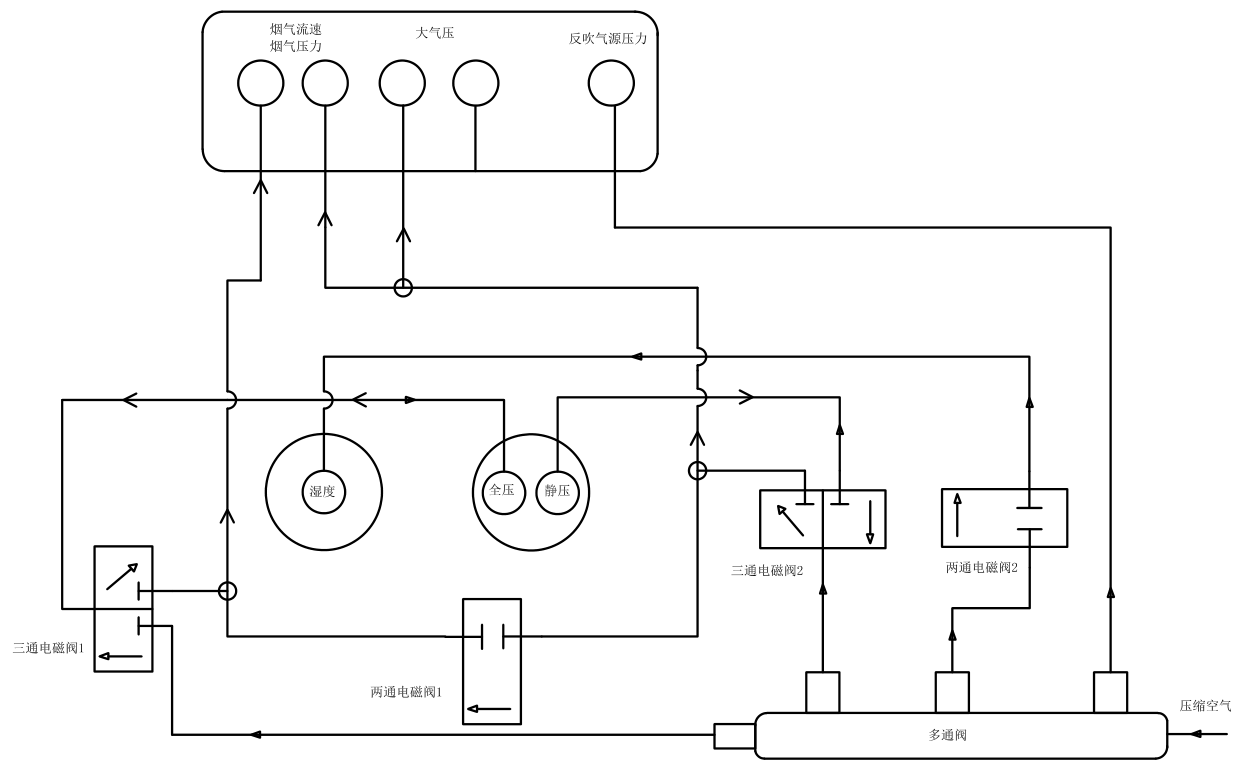 烟气流速
烟气压力
大气压
反吹气源压力
湿度
全压
静压
三通电磁阀2
两通电磁阀2
三通电磁阀1
两通电磁阀1
压缩空气
多通阀